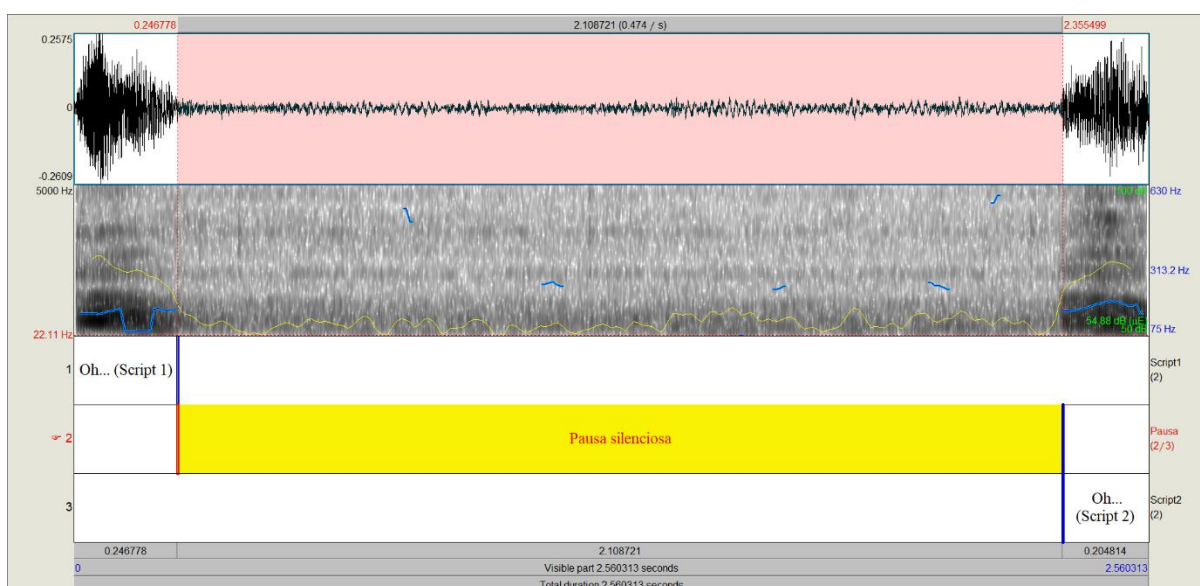 0.246778 2.108721 (0.474 / s) 2.355499
0.2575
0
-0.2609
5000 Hz 630 Hz
313.2 Hz
54.88 dB (µE)
50 dB
22.11 Hz 75 Hz
1 Oh... (Script 1) Script1
(2)
2 Pausa silenciosa Pausa
(2/3)
3 Oh...
(Script 2) Script2
(2)
0.246778 2.108721 0.204814
0 Visible part 2.560313 seconds 2.560313
Total duration 2.560313 seconds